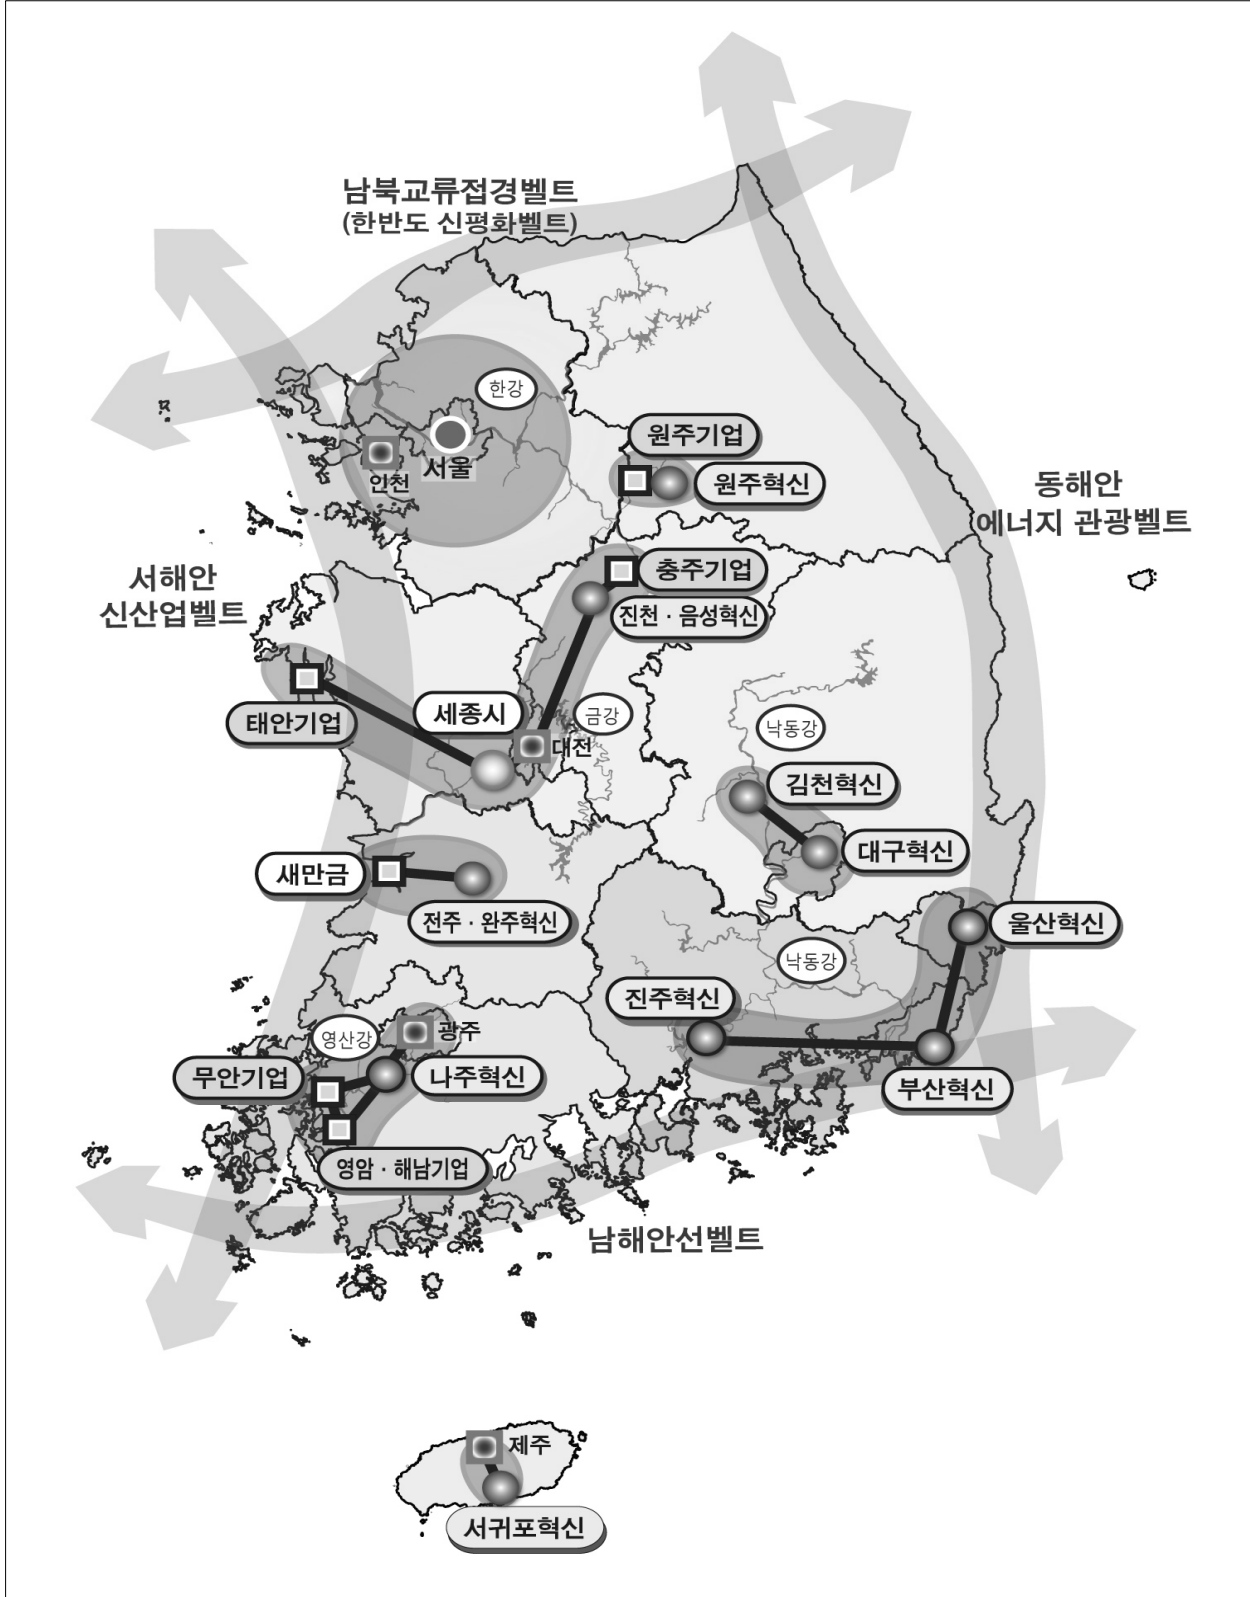 남북교류접경벨트
(한반도 신평화벨트)
한강
서울
인천
원주기업
원주혁신
동해안
에너지 관광벨트
서해안
신산업벨트
충주기업
진천 · 음성혁신
태안기업
세종시
대전
금강
낙동강
김천혁신
대구혁신
새만금
전주 · 완주혁신
울산혁신
낙동강
진주혁신
부산혁신
영산강
광주
무안기업
나주혁신
영암 · 해남기업
남해안선벨트
제주
서귀포혁신